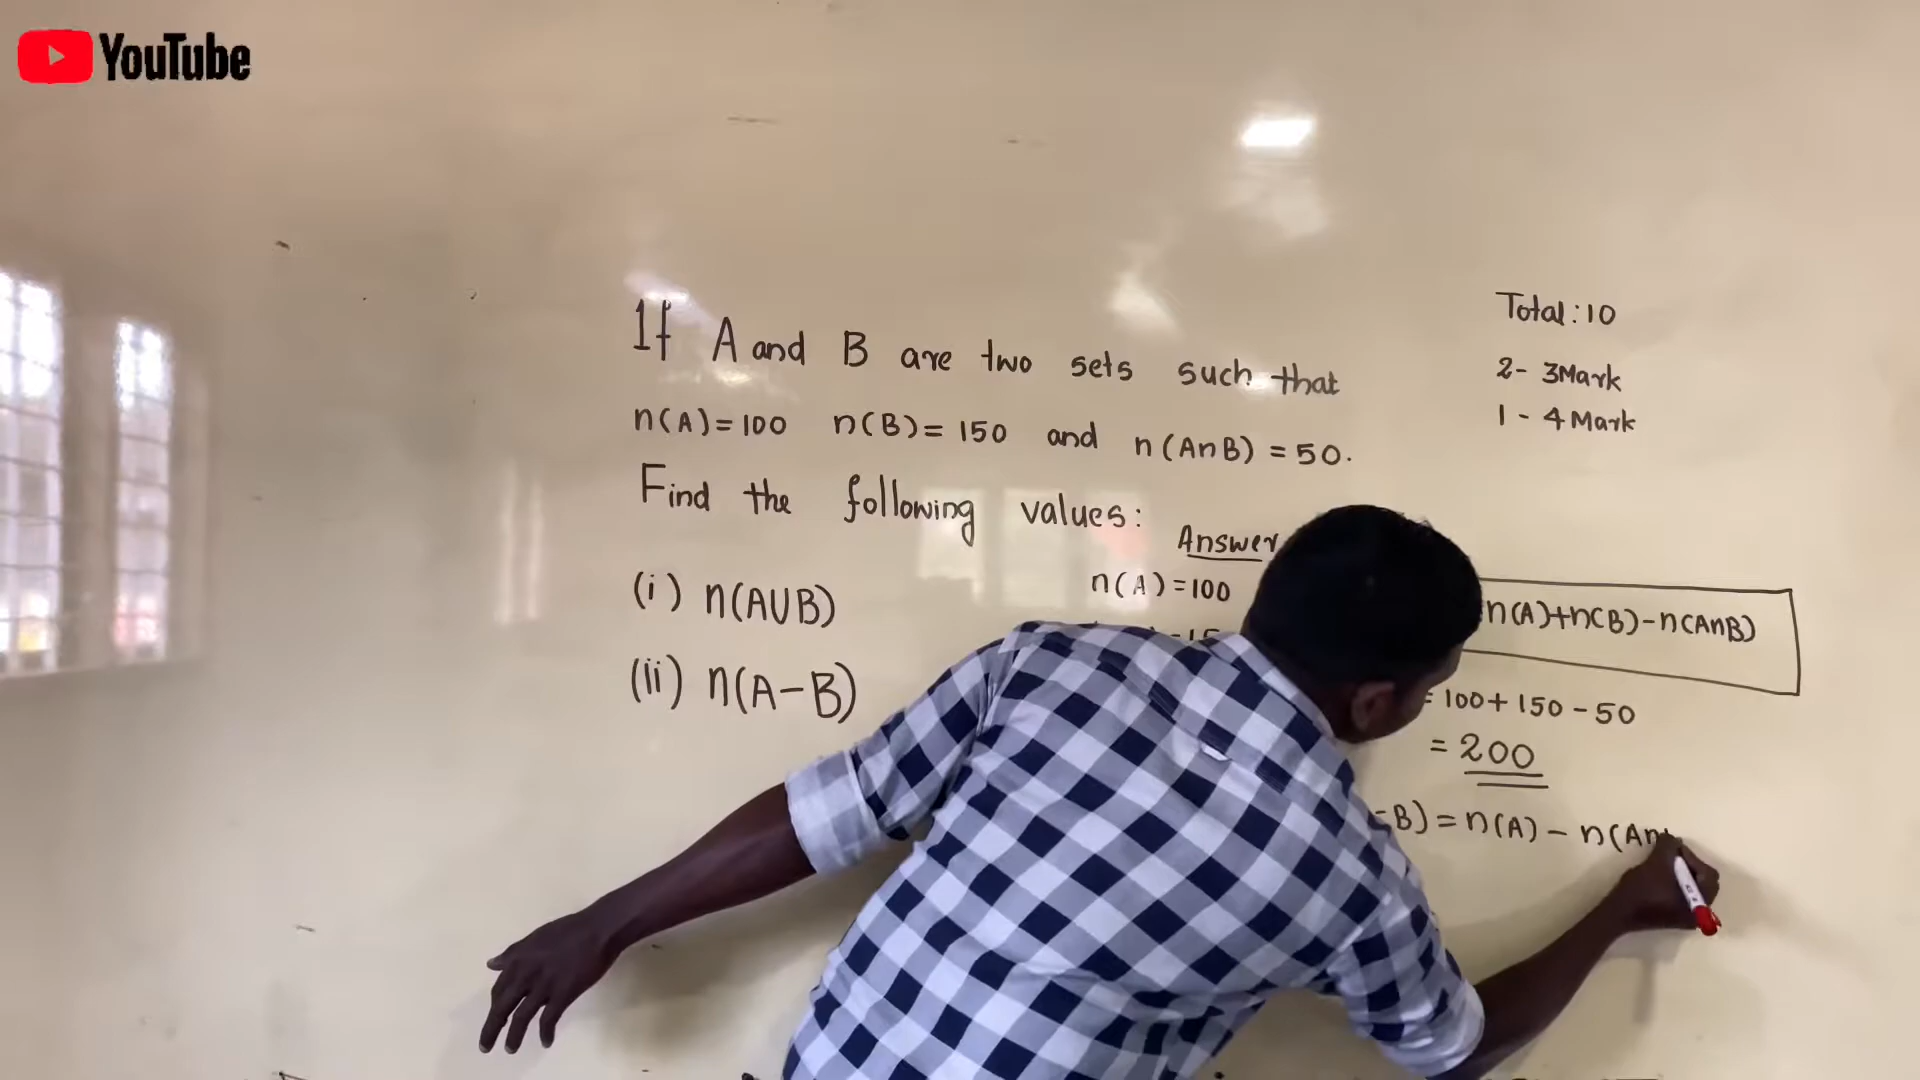 YouTube
If A and B are two sets such that
n(A)=100 n(B)=150 and n(A∩B)=50.
Find the following values:
(i) n(A∪B)
(ii) n(A-B)
Total: 10
2- 3Mark
1 - 4 Mark
Answer
n(A)=100
n(A)+n(B)-n(A∩B)
= 100+150-50
= 200
-B)=n(A)- n(A∩